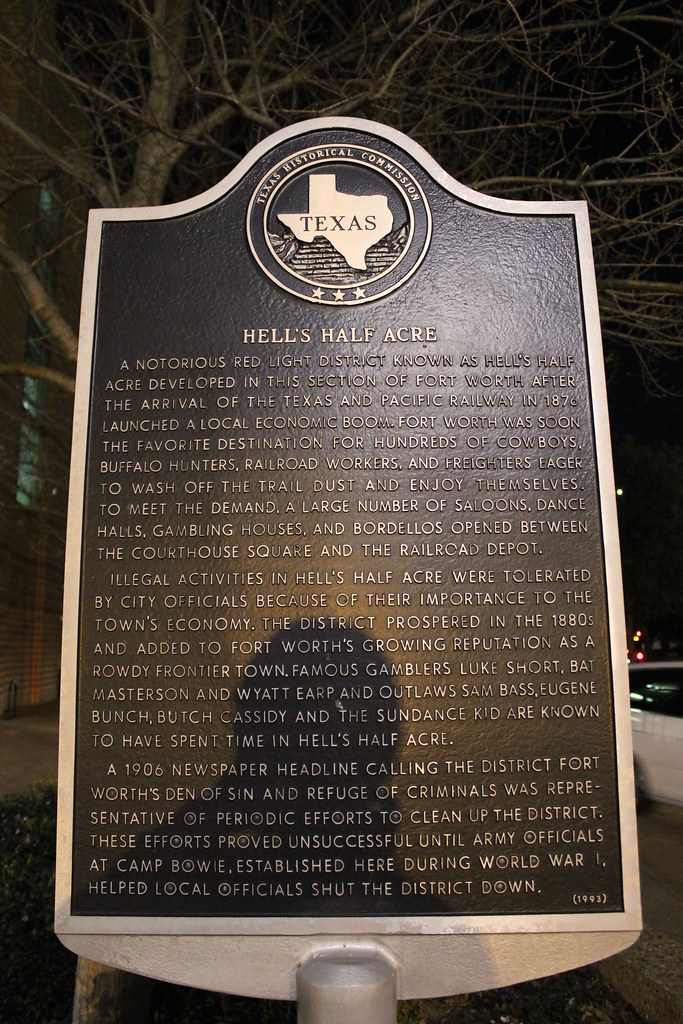 TEXAS HISTORICAL COMMISSION
TEXAS
HELL'S HALF ACRE
A NOTORIOUS RED LIGHT DISTRICT KNOWN AS HELL'S HALF
ACRE DEVELOPED IN THIS SECTION OF FORT WORTH AFTER
THE ARRIVAL OF THE TEXAS AND PACIFIC RAILWAY IN 1876
LAUNCHED A LOCAL ECONOMIC BOOM. FORT WORTH WAS SOON
THE FAVORITE DESTINATION FOR HUNDREDS OF COWBOYS,
BUFFALO HUNTERS, RAILROAD WORKERS, AND FREIGHTERS EAGER
TO WASH OFF THE TRAIL DUST AND ENJOY THEMSELVES.
TO MEET THE DEMAND, A LARGE NUMBER OF SALOONS, DANCE
HALLS, GAMBLING HOUSES, AND BORDELLOS OPENED BETWEEN
THE COURTHOUSE SQUARE AND THE RAILROAD DEPOT.
ILLEGAL ACTIVITIES IN HELL'S HALF ACRE WERE TOLERATED
BY CITY OFFICIALS BECAUSE OF THEIR IMPORTANCE TO THE
TOWN'S ECONOMY. THE DISTRICT PROSPERED IN THE 1880s
AND ADDED TO FORT WORTH'S GROWING REPUTATION AS A
ROWDY FRONTIER TOWN. FAMOUS GAMBLERS LUKE SHORT, BAT
MASTERSON AND WYATT EARP AND OUTLAWS SAM BASS, EUGENE
BUNCH, BUTCH CASSIDY AND THE SUNDANCE KID ARE KNOWN
TO HAVE SPENT TIME IN HELL'S HALF ACRE.
A 1906 NEWSPAPER HEADLINE CALLING THE DISTRICT FORT
WORTH'S DEN OF SIN AND REFUGE OF CRIMINALS WAS REPRE-
SENTATIVE OF PERIODIC EFFORTS TO CLEAN UP THE DISTRICT.
THESE EFFORTS PROVED UNSUCCESSFUL UNTIL ARMY OFFICIALS
AT CAMP BOWIE, ESTABLISHED HERE DURING WORLD WAR I,
HELPED LOCAL OFFICIALS SHUT THE DISTRICT DOWN.
(1993)